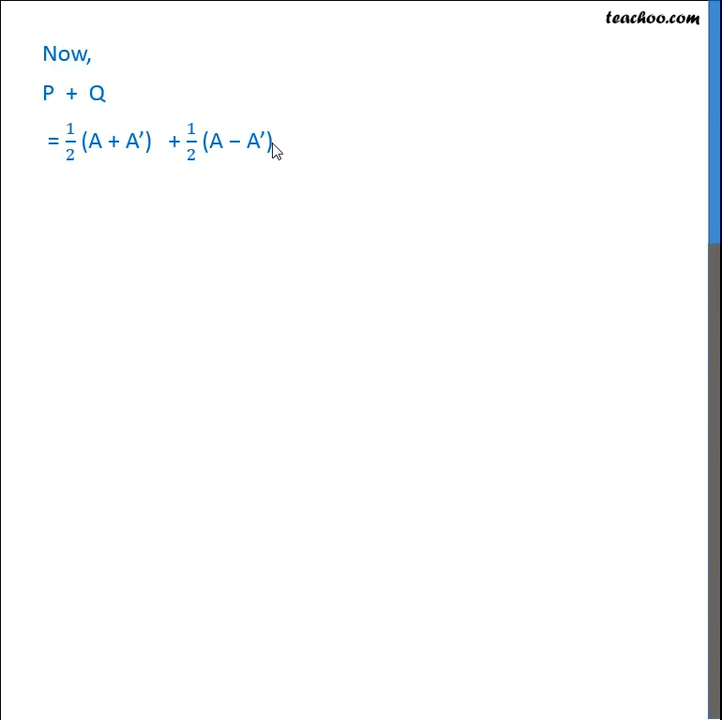 teachoo.com
Now,
P + Q
= 1/2 (A + A’) + 1/2 (A − A’)